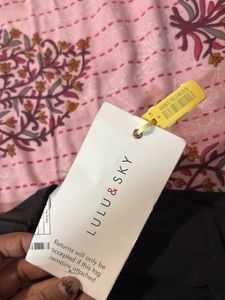 LULU&SKY
Returns will only be
accepted if this tag
remains attached